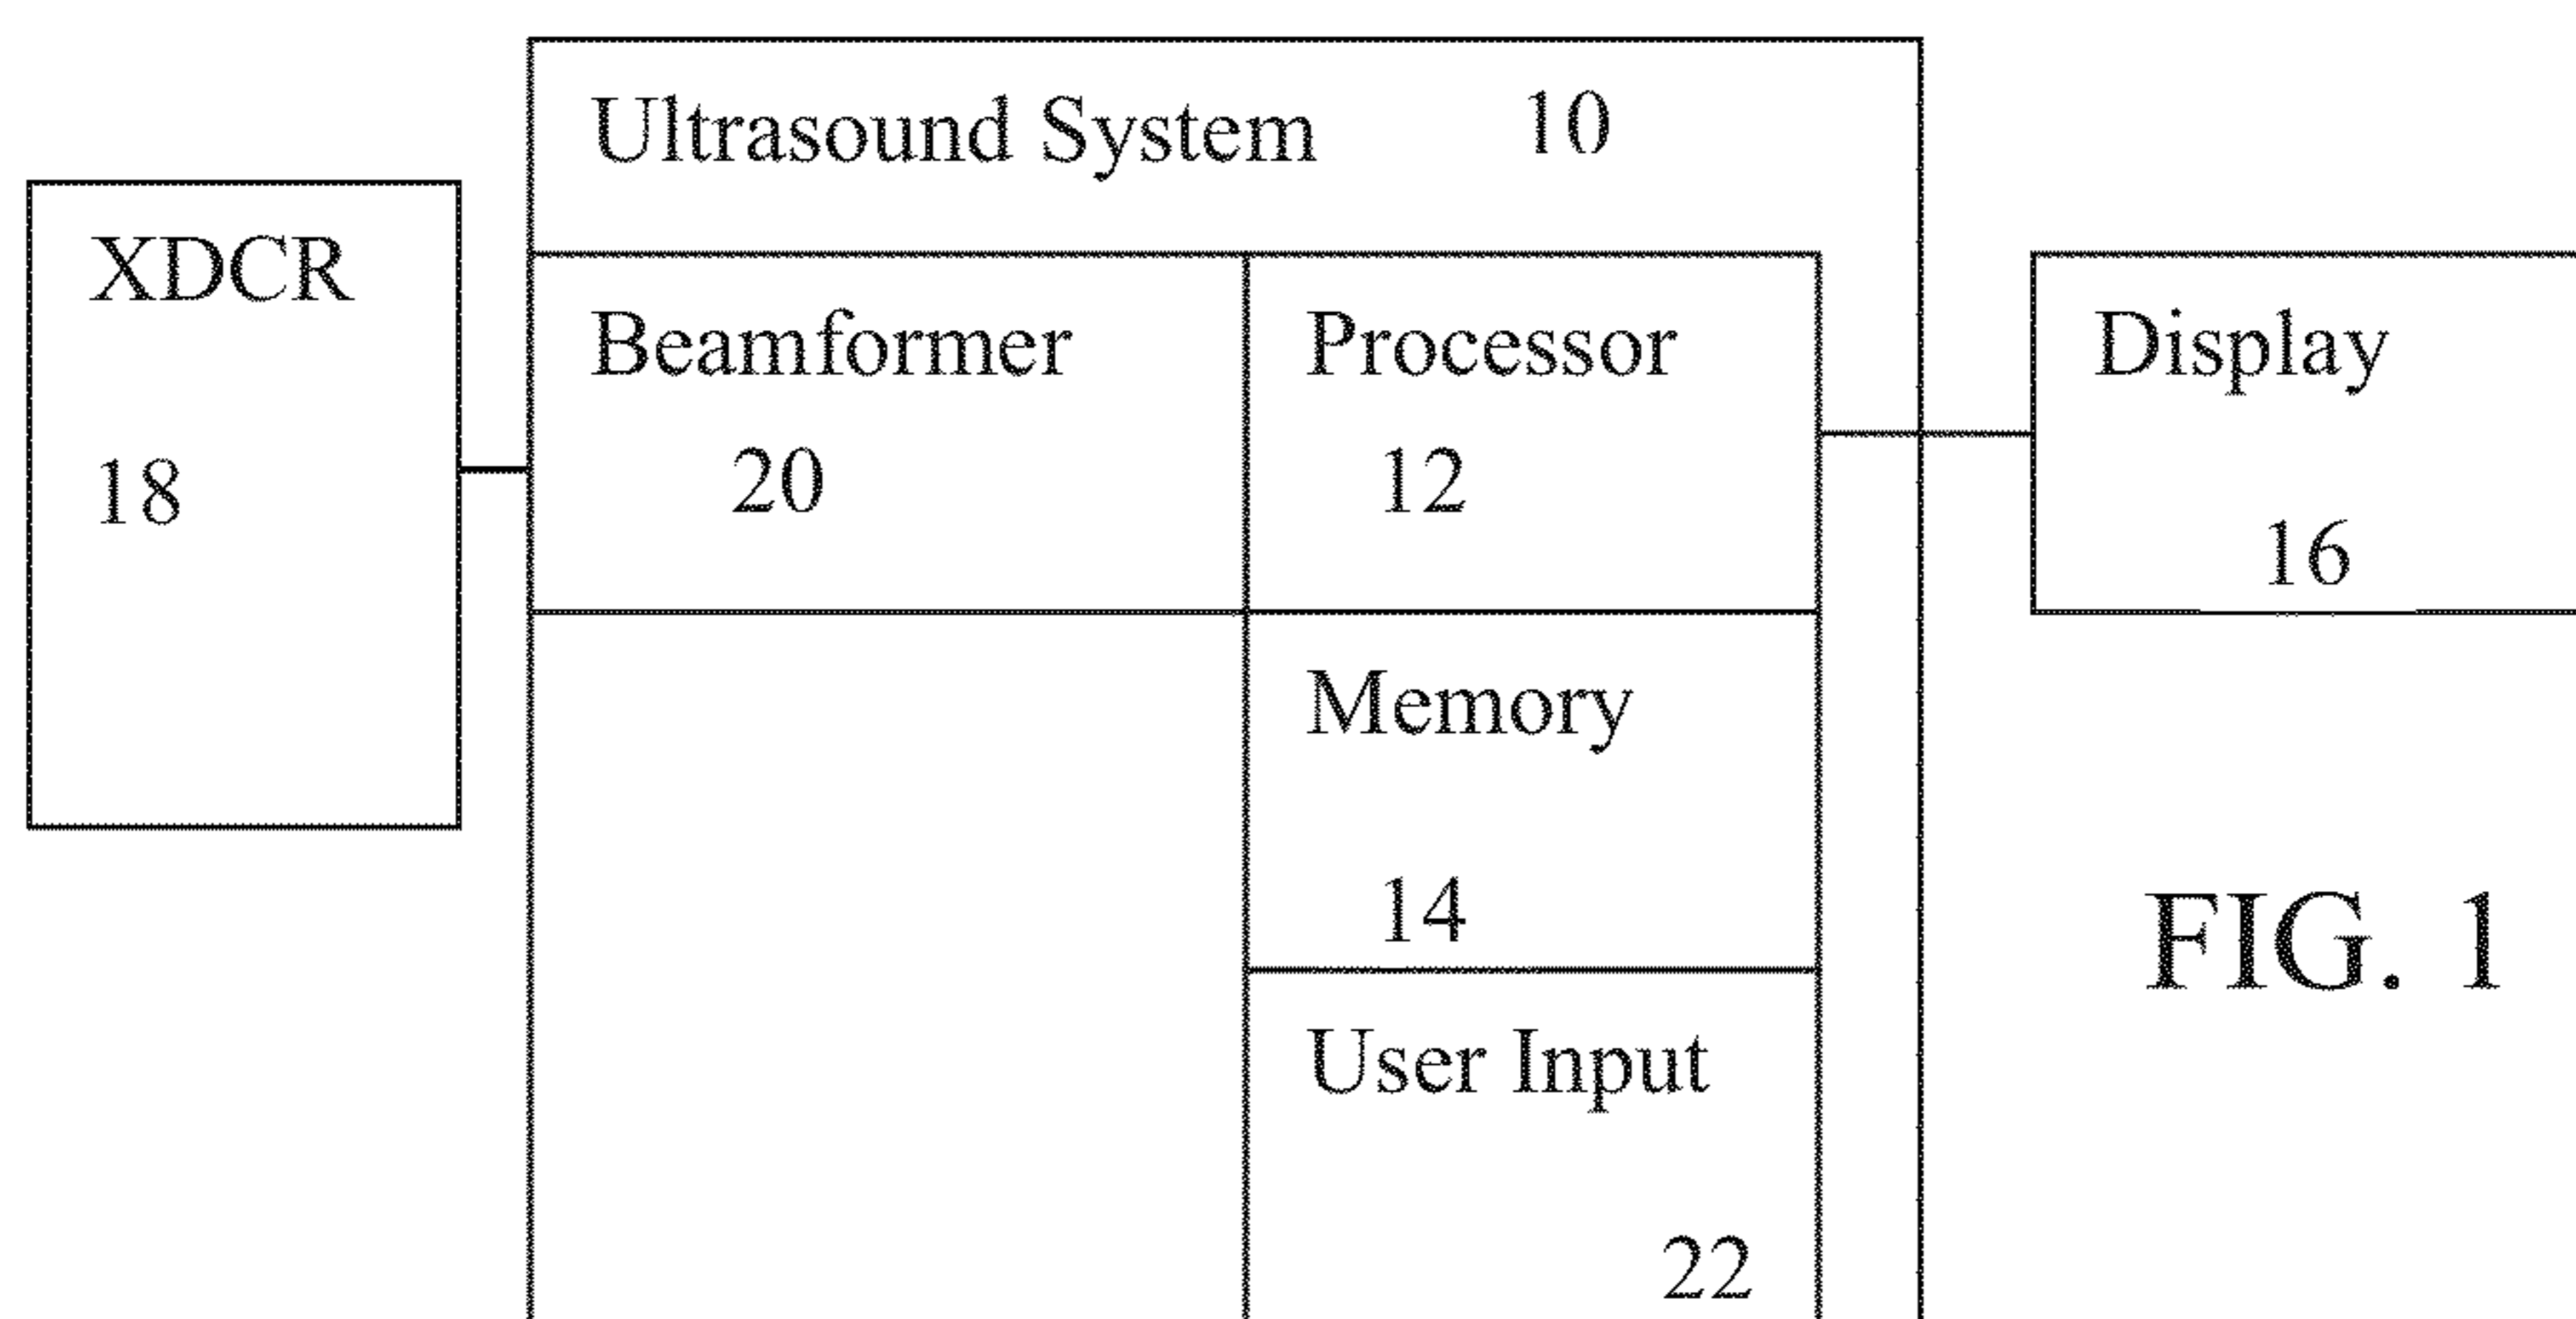 Ultrasound System 10
XDCR
18
Beamformer
20
Processor
12
Display
16
Memory
14
User Input
22
FIG. 1